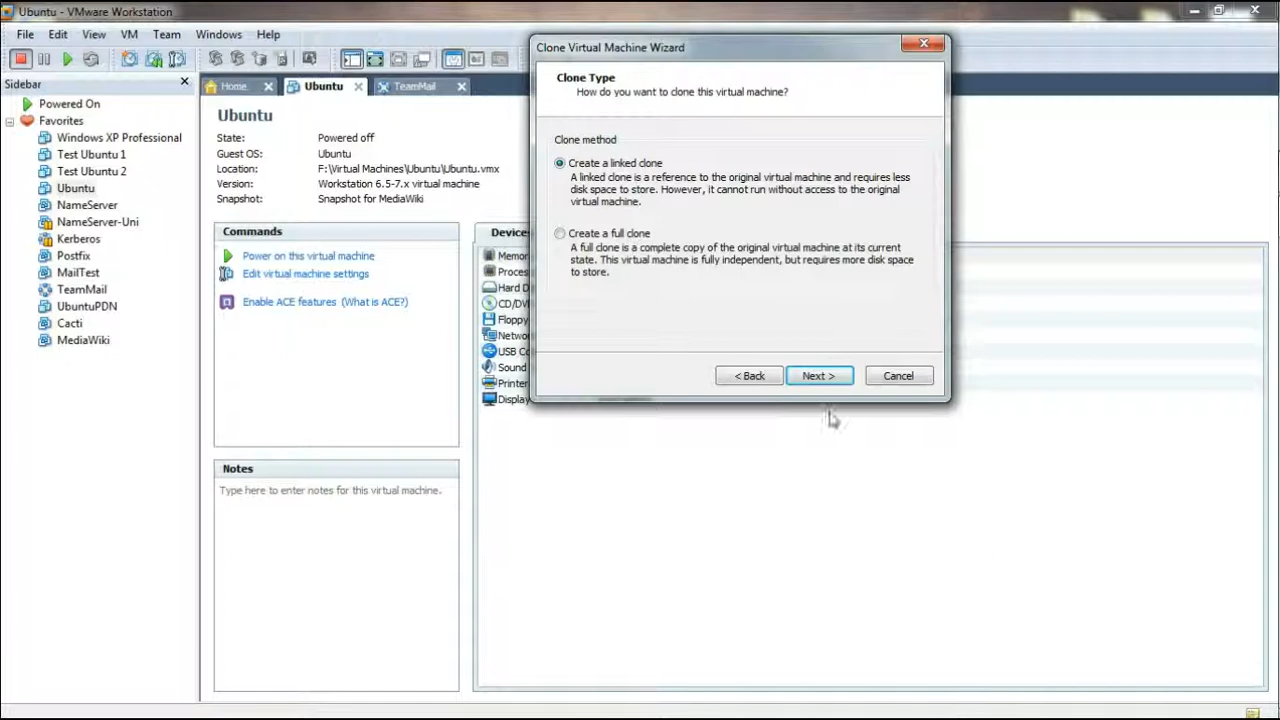 Ubuntu - VMware Workstation
File Edit View VM Team Windows Help
Sidebar
Powered On
Favorites
Windows XP Professional
Test Ubuntu 1
Test Ubuntu 2
Ubuntu
NameServer
NameServer-Uni
Kerberos
Postfix
MailTest
TeamMail
UbuntuPDN
Cacti
MediaWiki
Home Ubuntu TeamMail
Ubuntu
State: Powered off
Guest OS: Ubuntu
Location: F:\Virtual Machines\Ubuntu\Ubuntu.vmx
Version: Workstation 6.5-7.x virtual machine
Snapshot: Snapshot for MediaWiki
Commands
Power on this virtual machine
Edit virtual machine settings
Enable ACE features (What is ACE?)
Notes
Type here to enter notes for this virtual machine.
Devices
Memor
Proces
Hard D
CD/DV
Floppy
Networ
USB Co
Sound
Printer
Display
Clone Virtual Machine Wizard
Clone Type
How do you want to clone this virtual machine?
Clone method
Create a linked clone
A linked clone is a reference to the original virtual machine and requires less
disk space to store. However, it cannot run without access to the original
virtual machine.
Create a full clone
A full clone is a complete copy of the original virtual machine at its current
state. This virtual machine is fully independent, but requires more disk space
to store.
< Back Next > Cancel